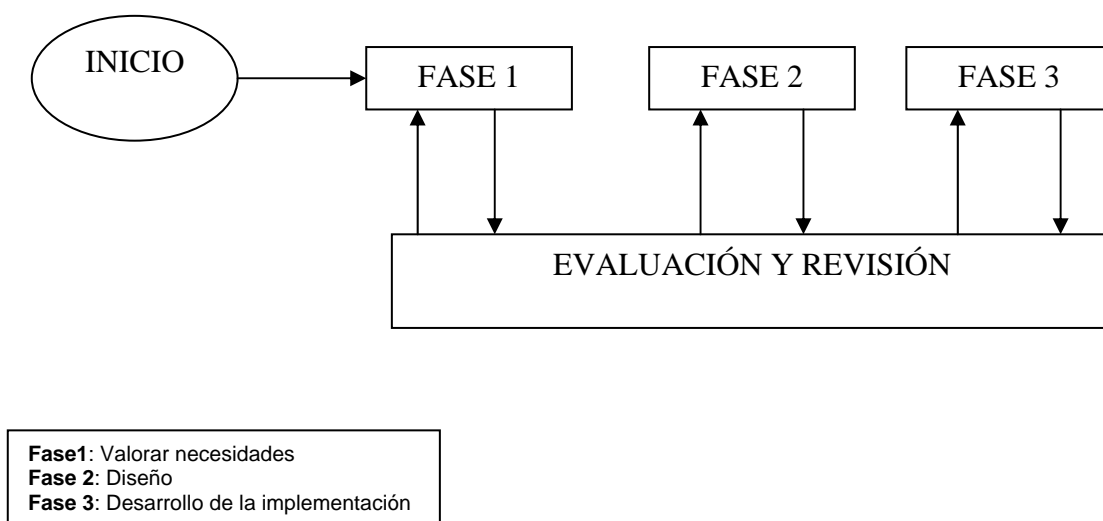 INICIO
FASE 1
FASE 2
FASE 3
EVALUACIÓN Y REVISIÓN
Fase1: Valorar necesidades
Fase 2: Diseño
Fase 3: Desarrollo de la implementación